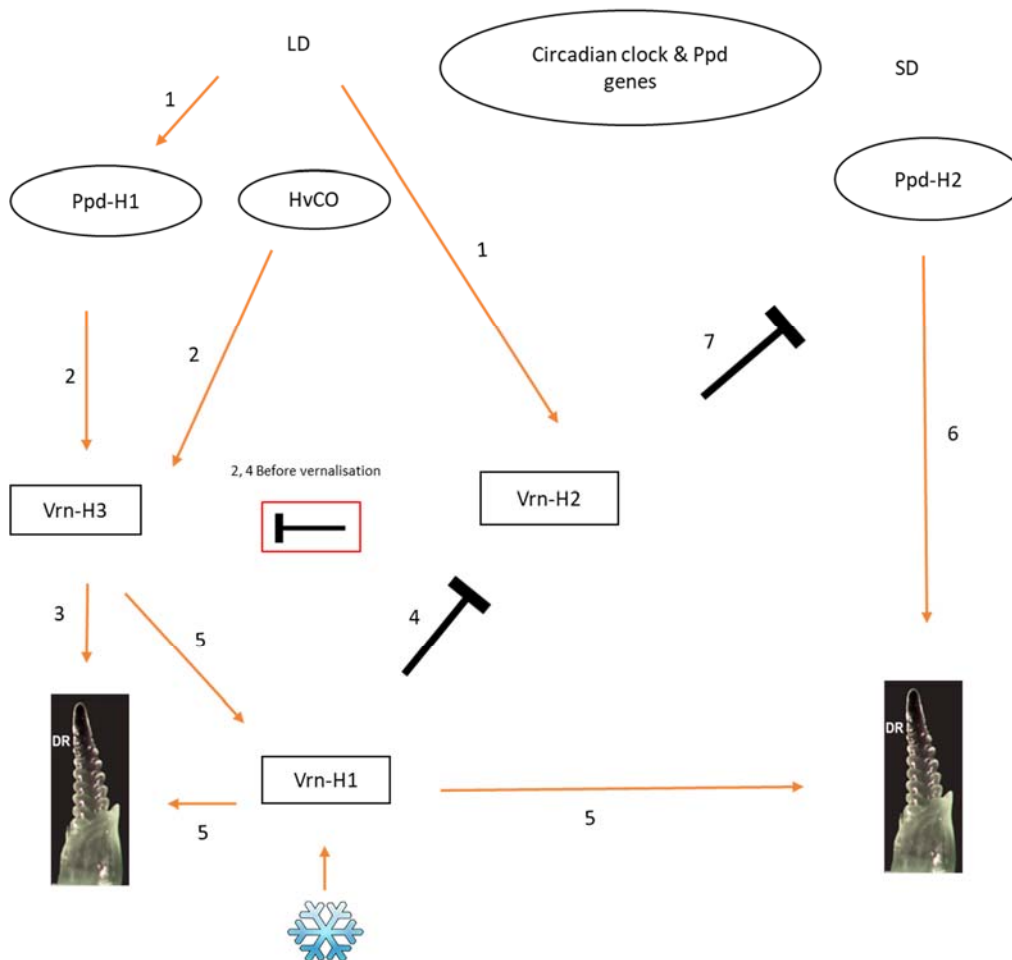 LD
Circadian clock & Ppd
genes
SD
1
Ppd-H1
HvCO
Ppd-H2
1
2
2
7
6
2, 4 Before vernalisation
Vrn-H3
Vrn-H2
3
5
4
DR
DR
Vrn-H1
5
5